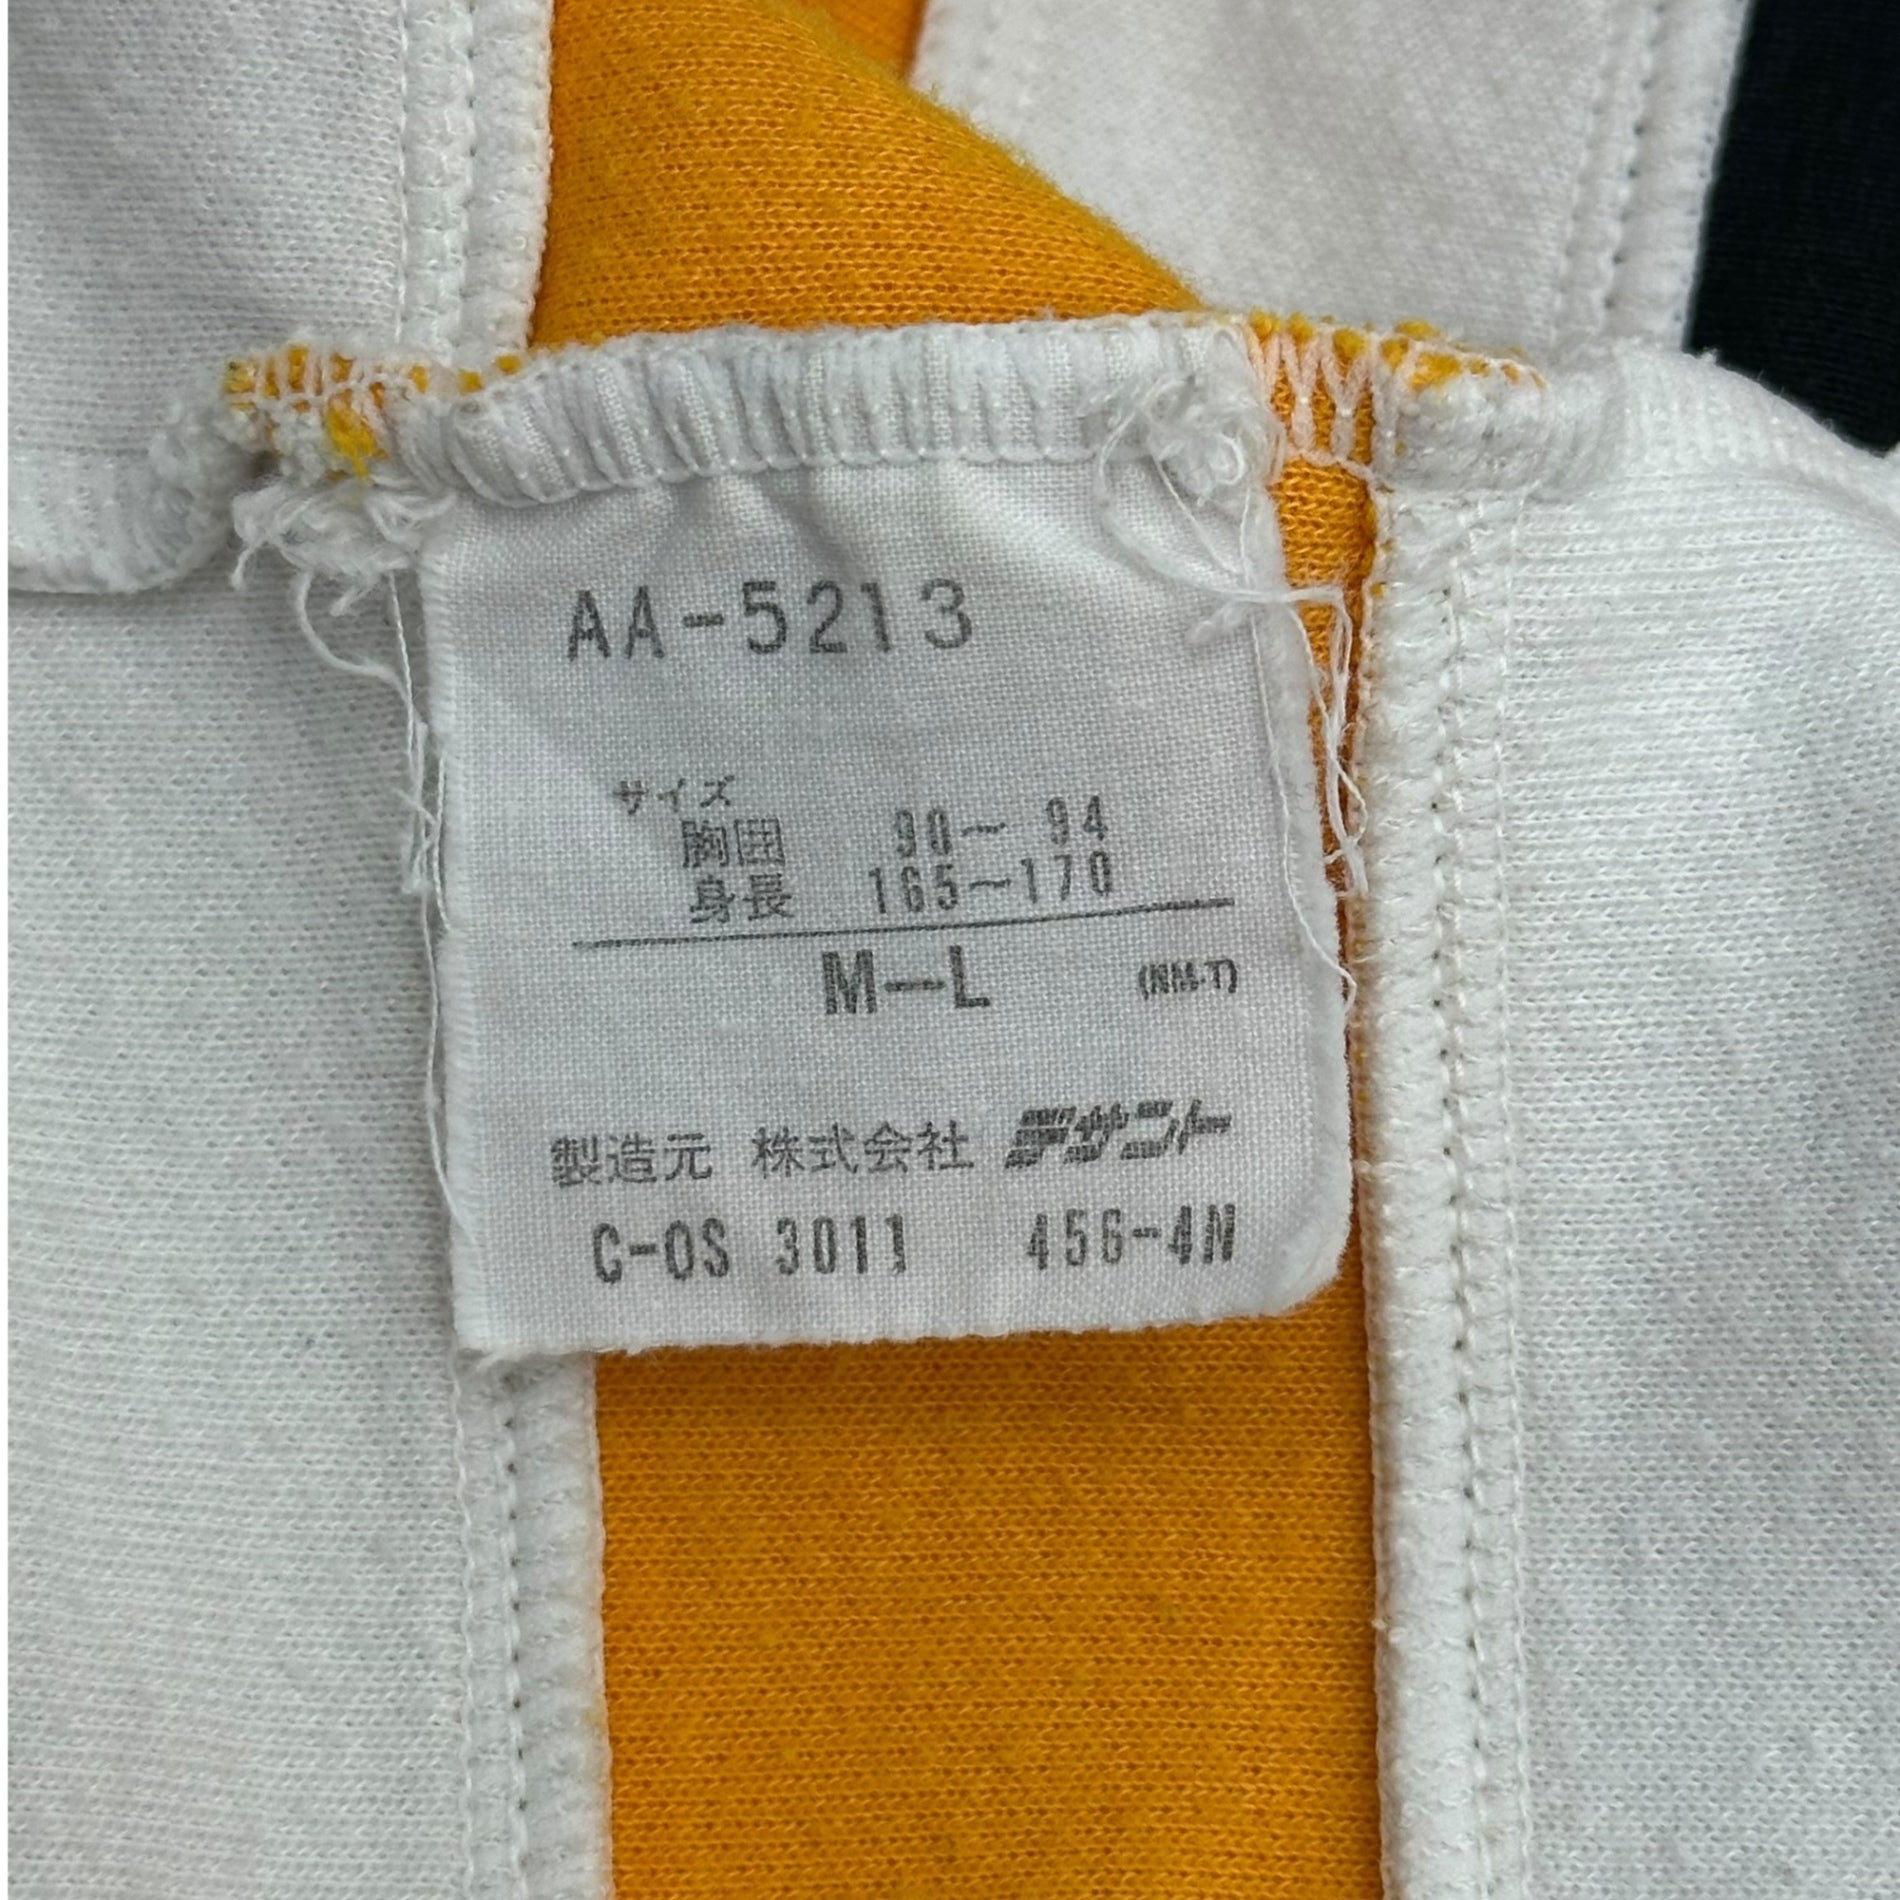 AA-5213
サイズ
胸囲 90～ 94
身長 165～170
M—L (NM-T)
製造元 株式会社 デサント
C-OS 3011 456-4N